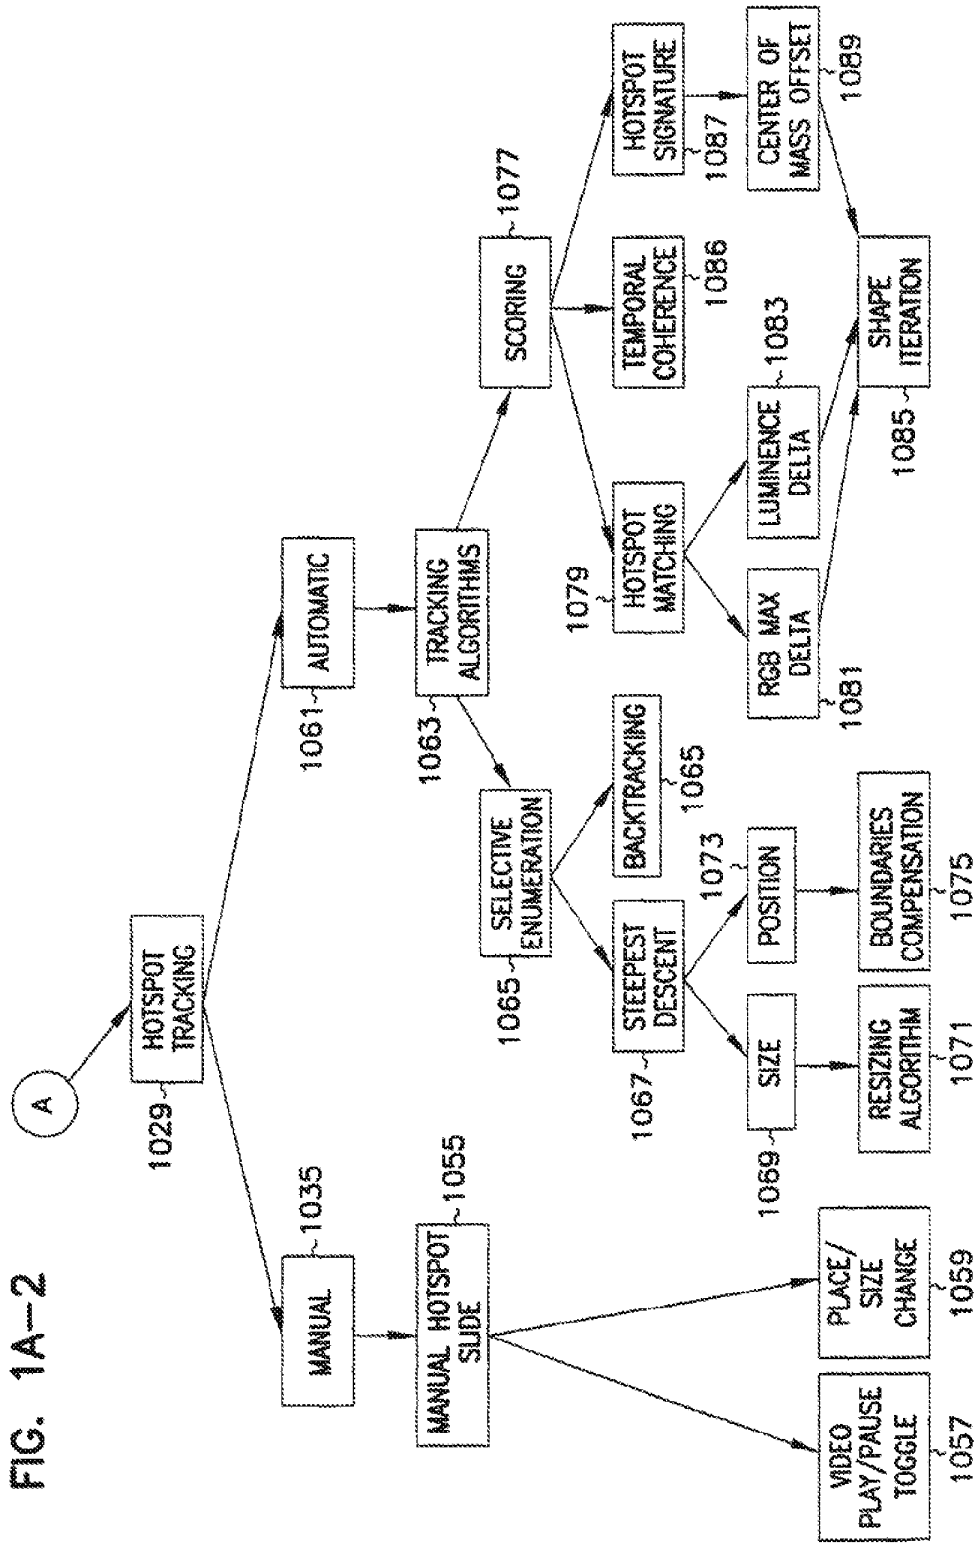 FIG. 1A-2
A
HOTSPOT
TRACKING
1029
MANUAL
1035
AUTOMATIC
1061
MANUAL HOTSPOT
SLIDE
1055
TRACKING
ALGORITHMS
1063
SELECTIVE
ENUMERATION
1065
SCORING
1077
STEEPEST
DESCENT
1067
BACKTRACKING
1065
HOTSPOT
MATCHING
1079
TEMPORAL
COHERENCE
1086
HOTSPOT
SIGNATURE
1087
SIZE
1069
POSITION
1073
RGB MAX
DELTA
1081
LUMINENCE
DELTA
1083
CENTER OF
MASS OFFSET
1089
VIDEO
PLAY/PAUSE
TOGGLE
1057
PLACE/
SIZE
CHANGE
1059
RESIZING
ALGORITHM
1071
BOUNDARIES
COMPENSATION
1075
SHAPE
ITERATION
1085